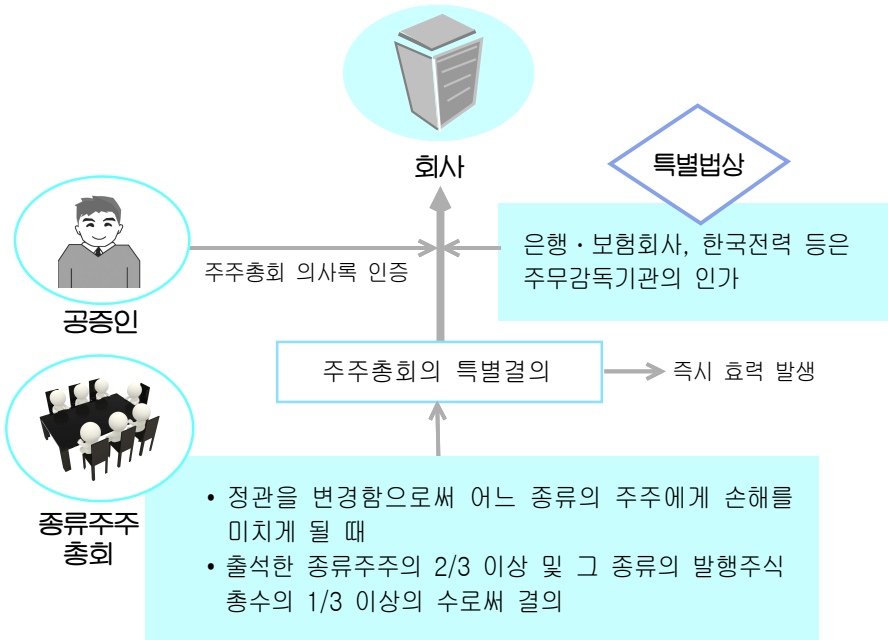 회사
특별법상
은행·보험회사, 한국전력 등은
주무감독기관의 인가
주주총회 의사록 인증
공증인
주주총회의 특별결의
즉시 효력 발생
종류주주
총회
• 정관을 변경함으로써 어느 종류의 주주에게 손해를
미치게 될 때
• 출석한 종류주주의 2/3 이상 및 그 종류의 발행주식
총수의 1/3 이상의 수로써 결의